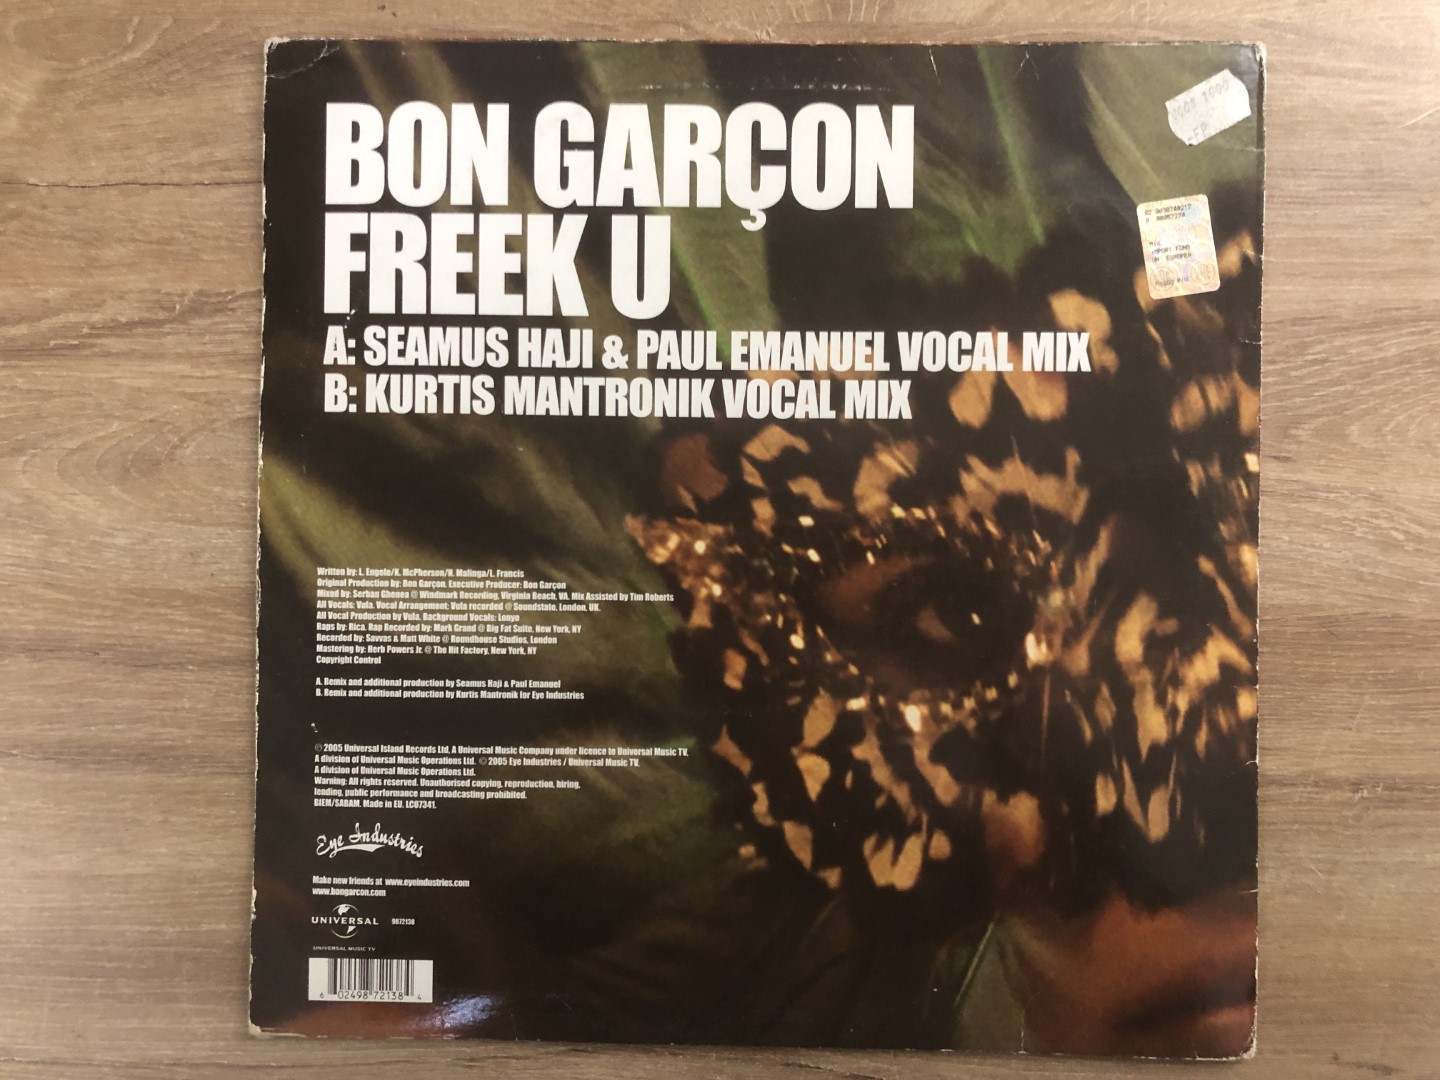 BON GARÇON
FREEK U
A: SEAMUS HAJI & PAUL EMANUEL VOCAL MIX
B: KURTIS MANTRONIK VOCAL MIX
Written by: L. Engele/K. McPherson/H. Malinga/L. Francis
Original Production by: Bon Garçon. Executive Producer: Bon Garcon
Mixed by: Serban Ghenea @ Windmark Recording, Virginia Beach, VA. Mix Assisted by Tim Roberts
All Vocals: Vula. Vocal Arrangement: Vula recorded @ Soundstate, London, UK.
All Vocal Production by Vula. Background Vocals: Lonyo
Raps by: Rica. Rap Recorded by: Mark Grand @ Big Fat Suite, New York, NY
Recorded by: Savvas & Matt White @ Roundhouse Studios, London
Mastering by: Herb Powers Jr. @ The Hit Factory, New York, NY
Copyright Control
A. Remix and additional production by Seamus Haji & Paul Emanuel
B. Remix and additional production by Kurtis Mantronik for Eye Industries
℗ 2005 Universal Island Records Ltd, A Universal Music Company under licence to Universal Music TV,
A division of Universal Music Operations Ltd. © 2005 Eye Industries / Universal Music TV,
A division of Universal Music Operations Ltd.
Warning: All rights reserved. Unauthorised copying, reproduction, hiring,
lending, public performance and broadcasting prohibited.
BIEM/SABAM. Made in EU. LC07341.
Eye Industries
Make new friends at www.eyeindustries.com
www.bongarcon.com
UNIVERSAL 9872138
UNIVERSAL MUSIC TV
6 02498 72138 4